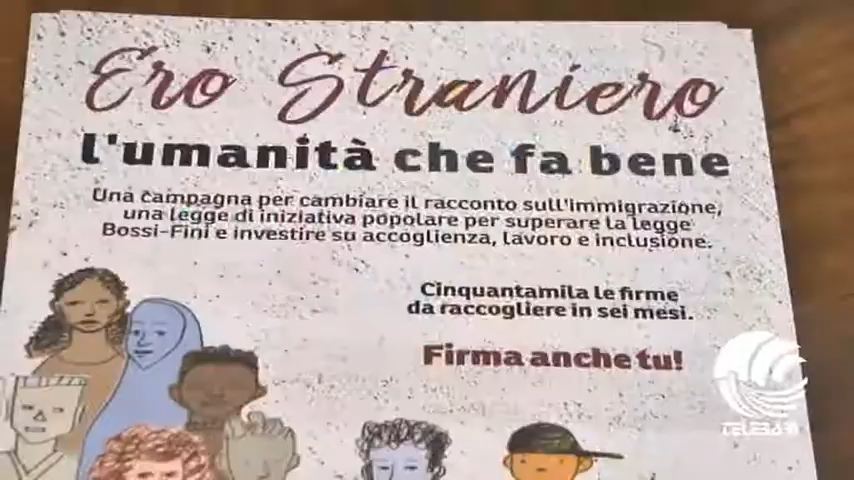 Ero Straniero
l'umanità che fa bene
Una campagna per cambiare il racconto sull'immigrazione,
una legge di iniziativa popolare per superare la legge
Bossi-Fini e investire su accoglienza, lavoro e inclusione.
Cinquantamila le firme
da raccogliere in sei mesi.
Firma anche tu!
TELEBARI